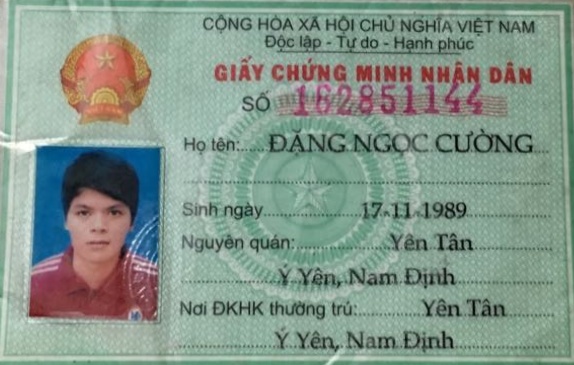 CỘNG HÒA XÃ HỘI CHỦ NGHĨA VIỆT NAM
Độc lập - Tự do - Hạnh phúc
GIẤY CHỨNG MINH NHÂN DÂN
SỐ 162851144
Họ tên: ĐẶNG NGỌC CƯỜNG
Sinh ngày 17-11-1989
Nguyên quán: Yên Tân
Ý Yên, Nam Định
Nơi ĐKHK thường trú: Yên Tân
Ý Yên, Nam Định